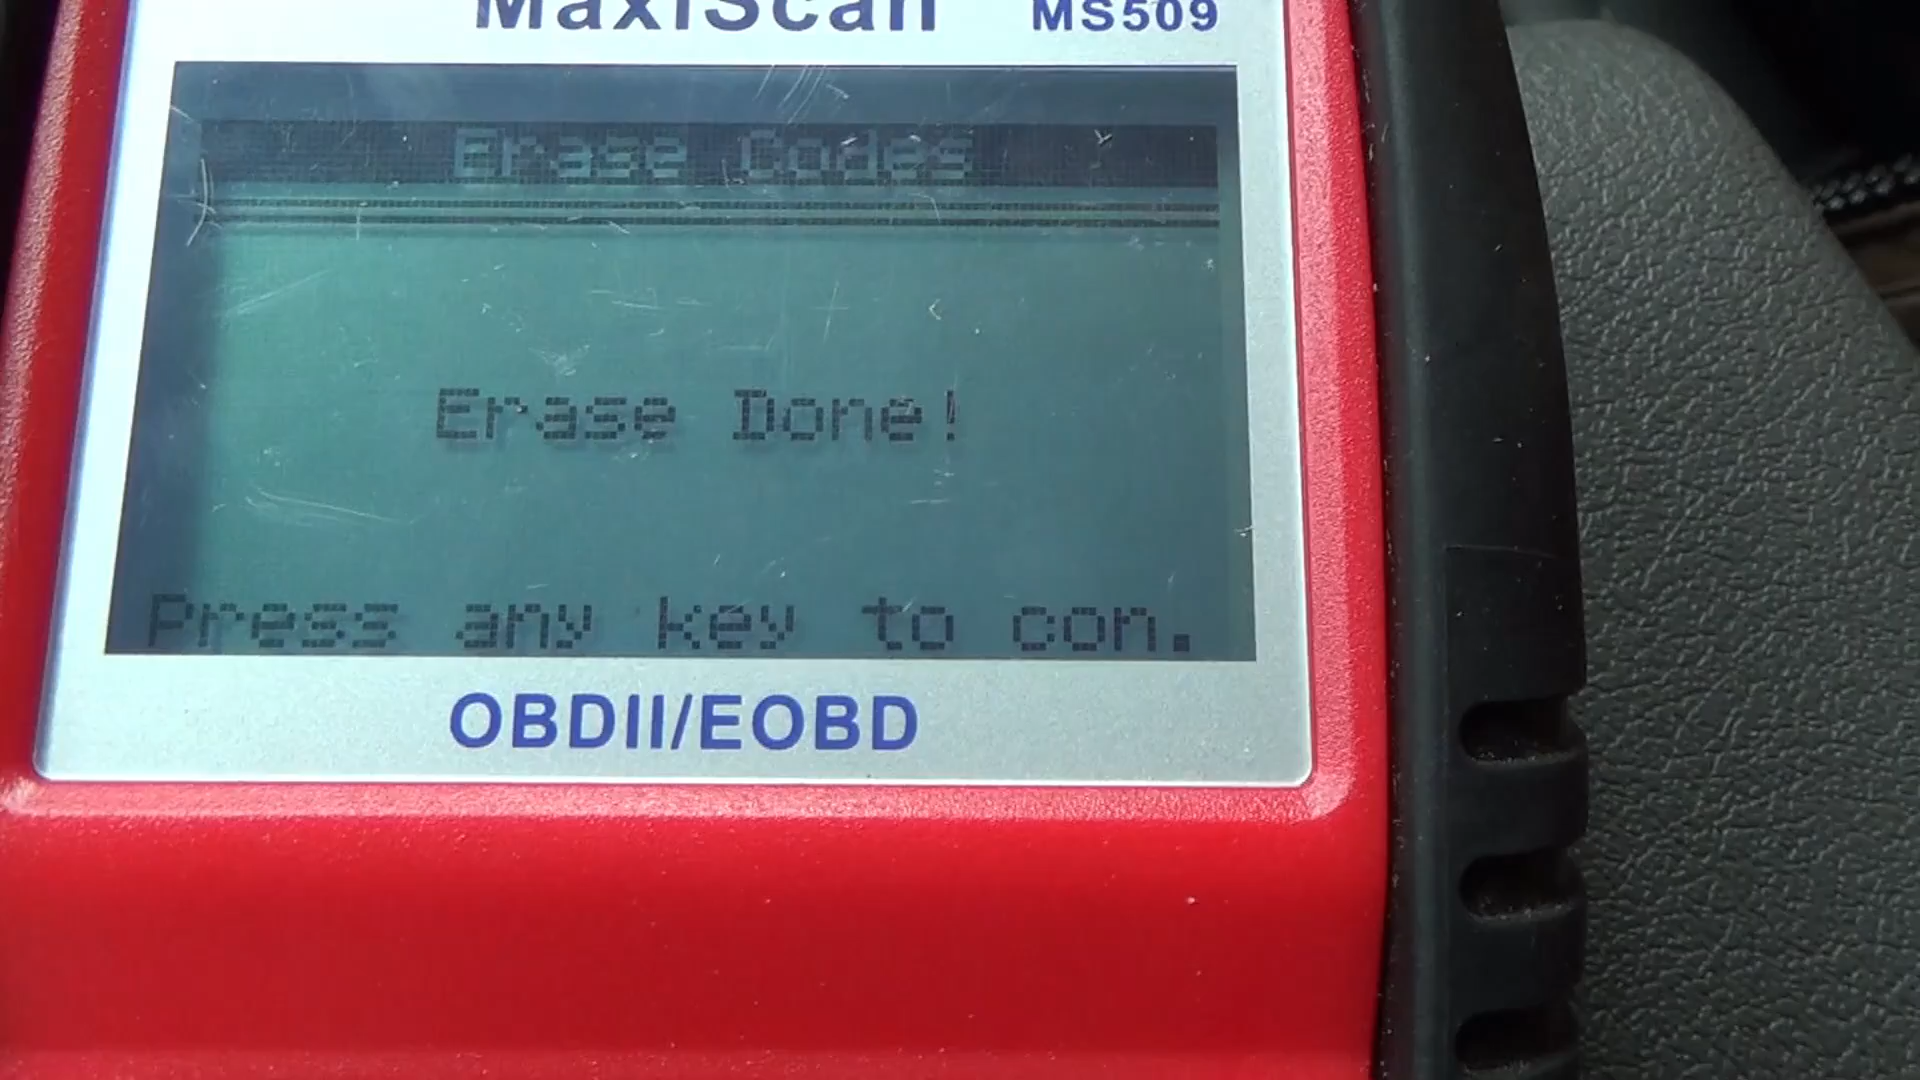 MaxiScan MS509
Erase Codes
Erase Done!
Press any key to con.
OBDII/EOBD